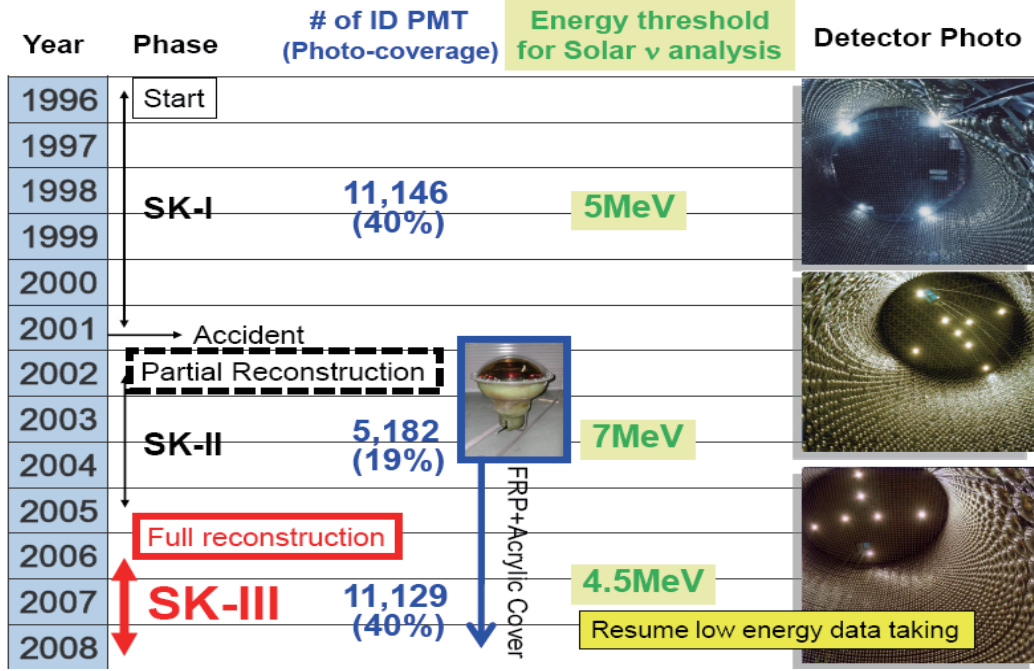 Year
Phase
# of ID PMT
(Photo-coverage)
Energy threshold
for Solar ν analysis
Detector Photo
1996
Start
1997
1998
1999
SK-I
11,146
(40%)
5MeV
2000
2001
Accident
2002
Partial Reconstruction
2003
2004
SK-II
5,182
(19%)
7MeV
FRP+Acrylic Cover
2005
Full reconstruction
2006
2007
SK-III
11,129
(40%)
4.5MeV
Resume low energy data taking
2008